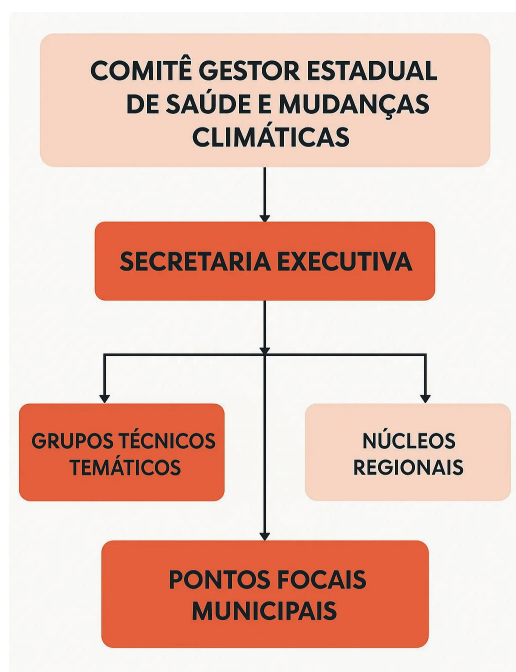 COMITÊ GESTOR ESTADUAL
DE SAÚDE E MUDANÇAS
CLIMÁTICAS
SECRETARIA EXECUTIVA
GRUPOS TÉCNICOS
TEMÁTICOS
NÚCLEOS
REGIONAIS
PONTOS FOCAIS
MUNICIPAIS